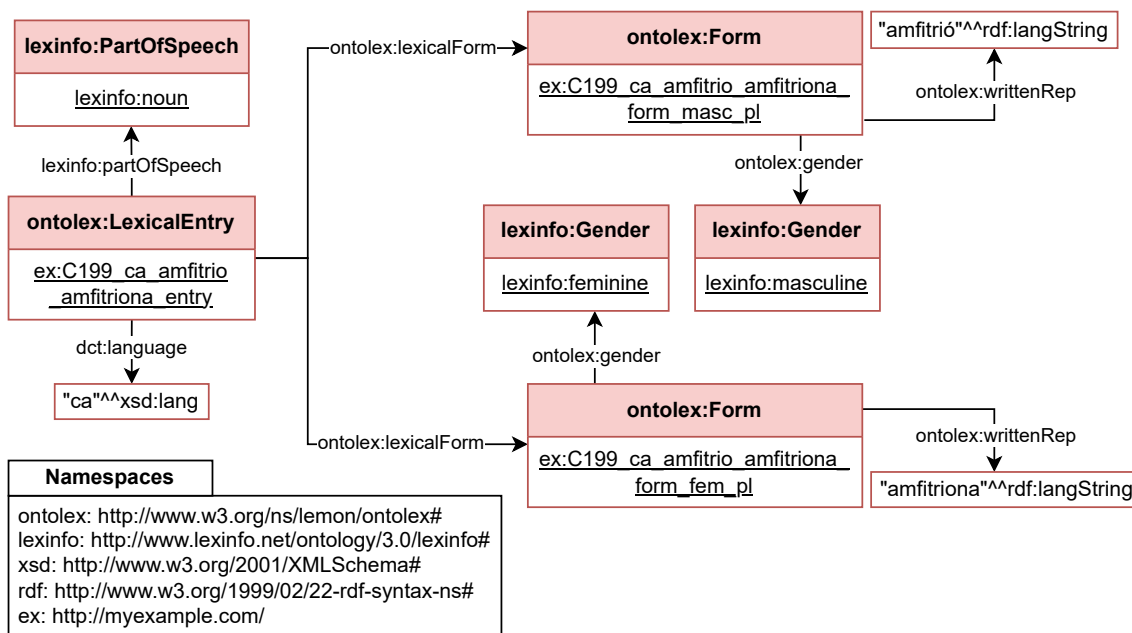 lexinfo:PartOfSpeech
lexinfo:noun
lexinfo:partOfSpeech
ontolex:LexicalEntry
ex:C199_ca_amfitrio
_amfitriona_entry
dct:language
"ca"^^xsd:lang
ontolex:lexicalForm
ontolex:Form
ex:C199_ca_amfitrio_amfitriona_
form_masc_pl
"amfitrió"^^rdf:langString
ontolex:writtenRep
ontolex:gender
lexinfo:Gender
lexinfo:feminine
lexinfo:Gender
lexinfo:masculine
ontolex:gender
ontolex:lexicalForm
ontolex:Form
ex:C199_ca_amfitrio_amfitriona_
form_fem_pl
ontolex:writtenRep
"amfitriona"^^rdf:langString
Namespaces
ontolex: http://www.w3.org/ns/lemon/ontolex#
lexinfo: http://www.lexinfo.net/ontology/3.0/lexinfo#
xsd: http://www.w3.org/2001/XMLSchema#
rdf: http://www.w3.org/1999/02/22-rdf-syntax-ns#
ex: http://myexample.com/